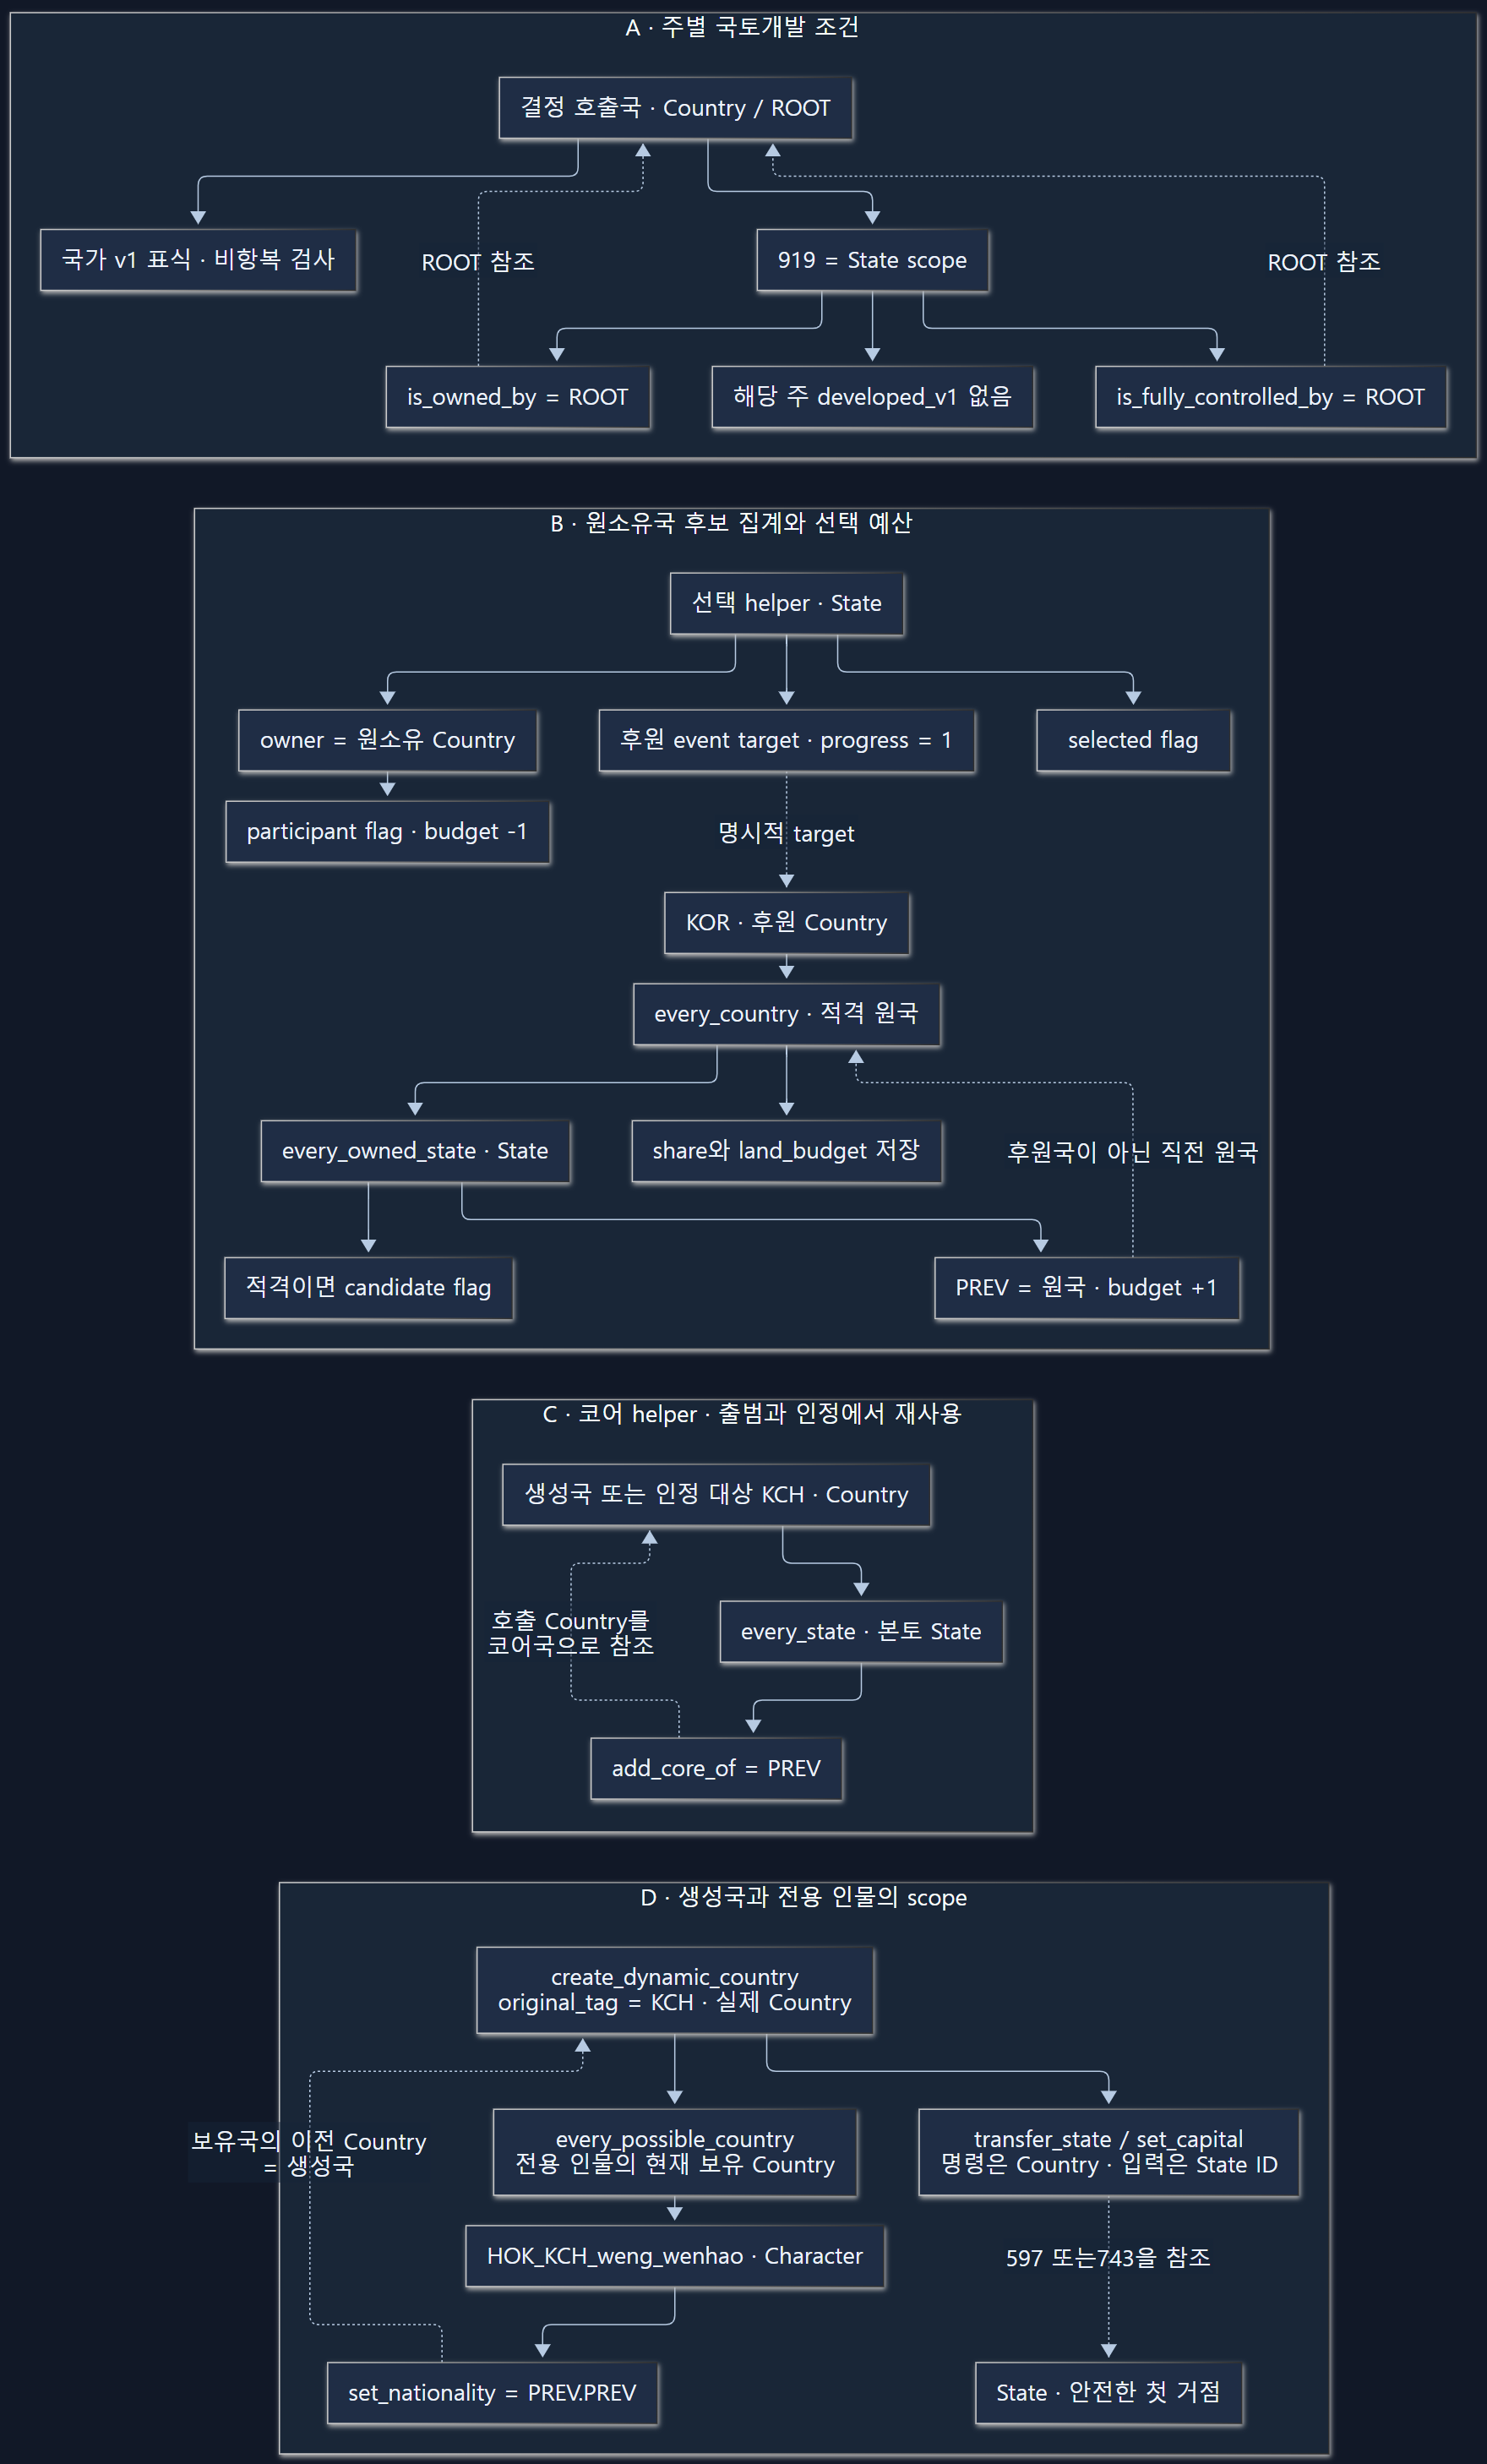 A · 주별 국토개발 조건
결정 호출국 · Country / ROOT
국가 v1 표식 · 비항복 검사
ROOT 참조
919 = State scope
ROOT 참조
is_owned_by = ROOT
해당 주 developed_v1 없음
is_fully_controlled_by = ROOT
B · 원소유국 후보 집계와 선택 예산
선택 helper · State
owner = 원소유 Country
후원 event target · progress = 1
selected flag
participant flag · budget -1
명시적 target
KOR · 후원 Country
every_country · 적격 원국
every_owned_state · State
share와 land_budget 저장
후원국이 아닌 직전 원국
적격이면 candidate flag
PREV = 원국 · budget +1
C · 코어 helper · 출범과 인정에서 재사용
생성국 또는 인정 대상 KCH · Country
호출 Country를
코어국으로 참조
every_state · 본토 State
add_core_of = PREV
D · 생성국과 전용 인물의 scope
create_dynamic_country
original_tag = KCH · 실제 Country
보유국의 이전 Country
= 생성국
every_possible_country
전용 인물의 현재 보유 Country
transfer_state / set_capital
명령은 Country · 입력은 State ID
HOK_KCH_weng_wenhao · Character
597 또는743을 참조
set_nationality = PREV.PREV
State · 안전한 첫 거점